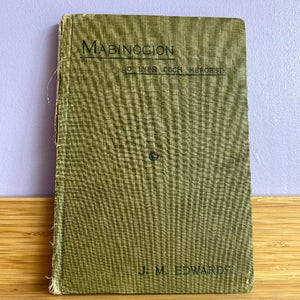 MABINOGION
O LYFR COCH HERGEST.
J. M. EDWARDS.